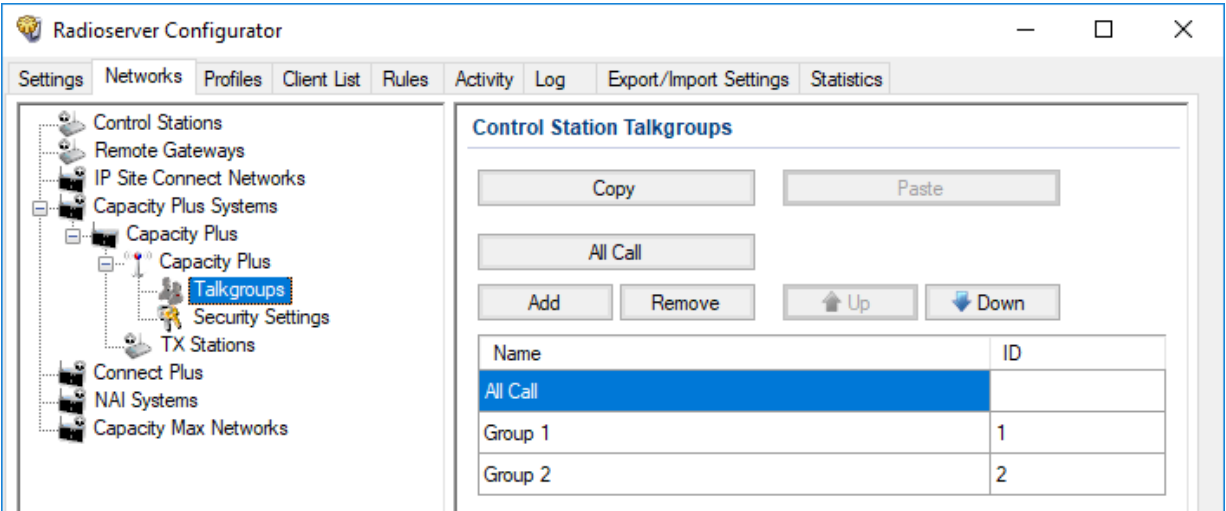 Radioserver Configurator
Settings Networks Profiles Client List Rules Activity Log Export/Import Settings Statistics
Control Stations
Remote Gateways
IP Site Connect Networks
Capacity Plus Systems
Capacity Plus
Capacity Plus
Talkgroups
Security Settings
TX Stations
Connect Plus
NAI Systems
Capacity Max Networks
Control Station Talkgroups
Copy Paste
All Call
Add Remove Up Down
Name ID
All Call
Group 1 1
Group 2 2